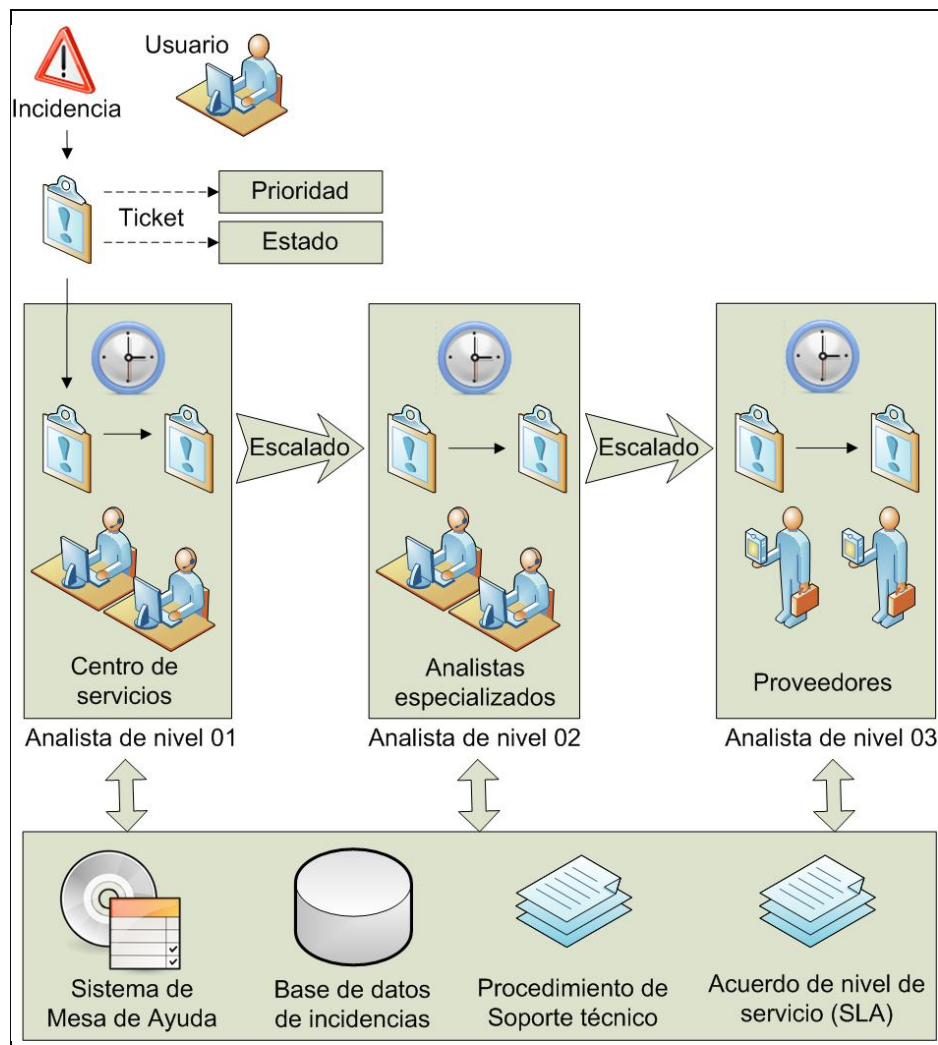 Usuario
Incidencia
Prioridad
Ticket
Estado
Escalado
Escalado
Centro de
servicios
Analistas
especializados
Proveedores
Analista de nivel 01
Analista de nivel 02
Analista de nivel 03
Sistema de
Mesa de Ayuda
Base de datos
de incidencias
Procedimiento de
Soporte técnico
Acuerdo de nivel de
servicio (SLA)